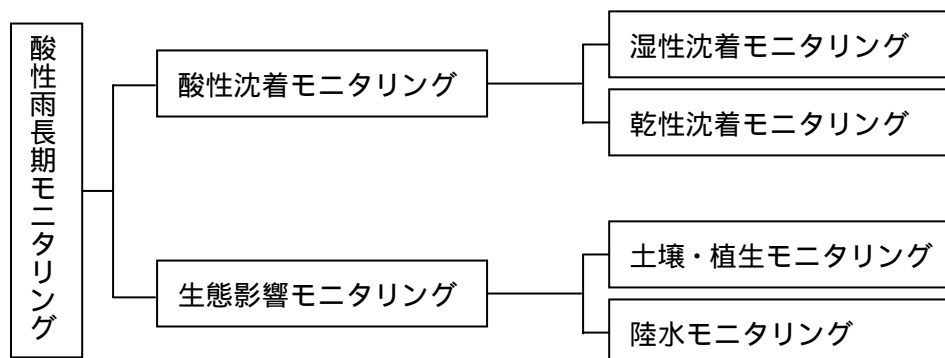 酸性雨長期モニタリング
酸性沈着モニタリング
湿性沈着モニタリング
乾性沈着モニタリング
生態影響モニタリング
土壌・植生モニタリング
陸水モニタリング